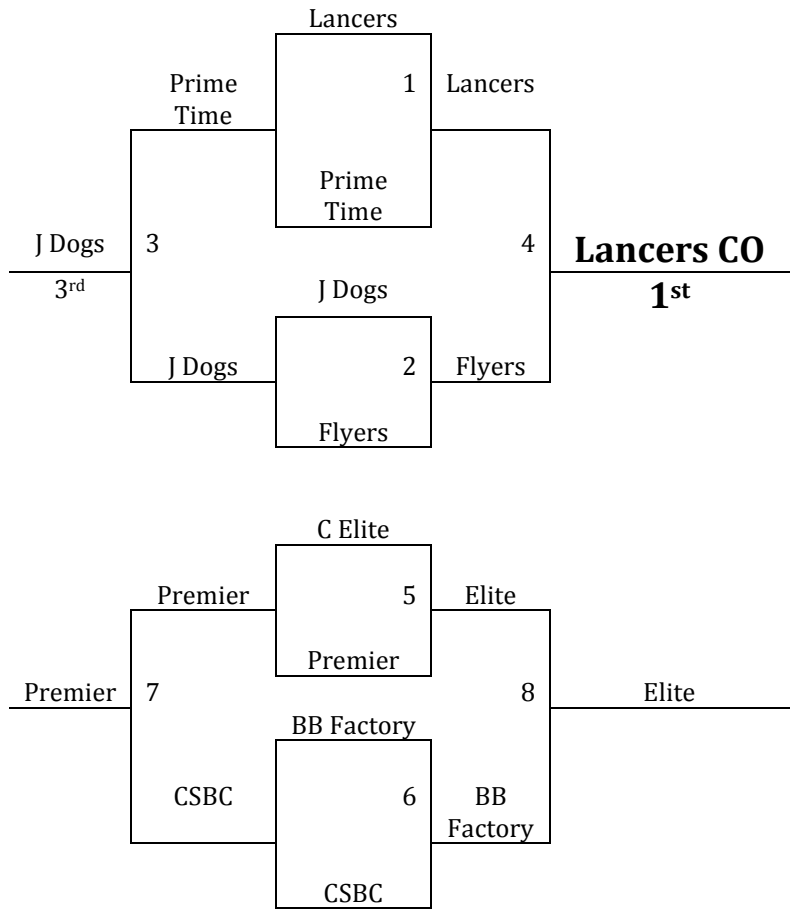 Lancers
Prime
Time
1
Lancers
Prime
Time
J Dogs
3
4
Lancers CO
3rd
1st
J Dogs
J Dogs
2
Flyers
Flyers
C Elite
Premier
5
Elite
Premier
Premier
7
8
Elite
BB Factory
CSBC
6
BB
Factory
CSBC